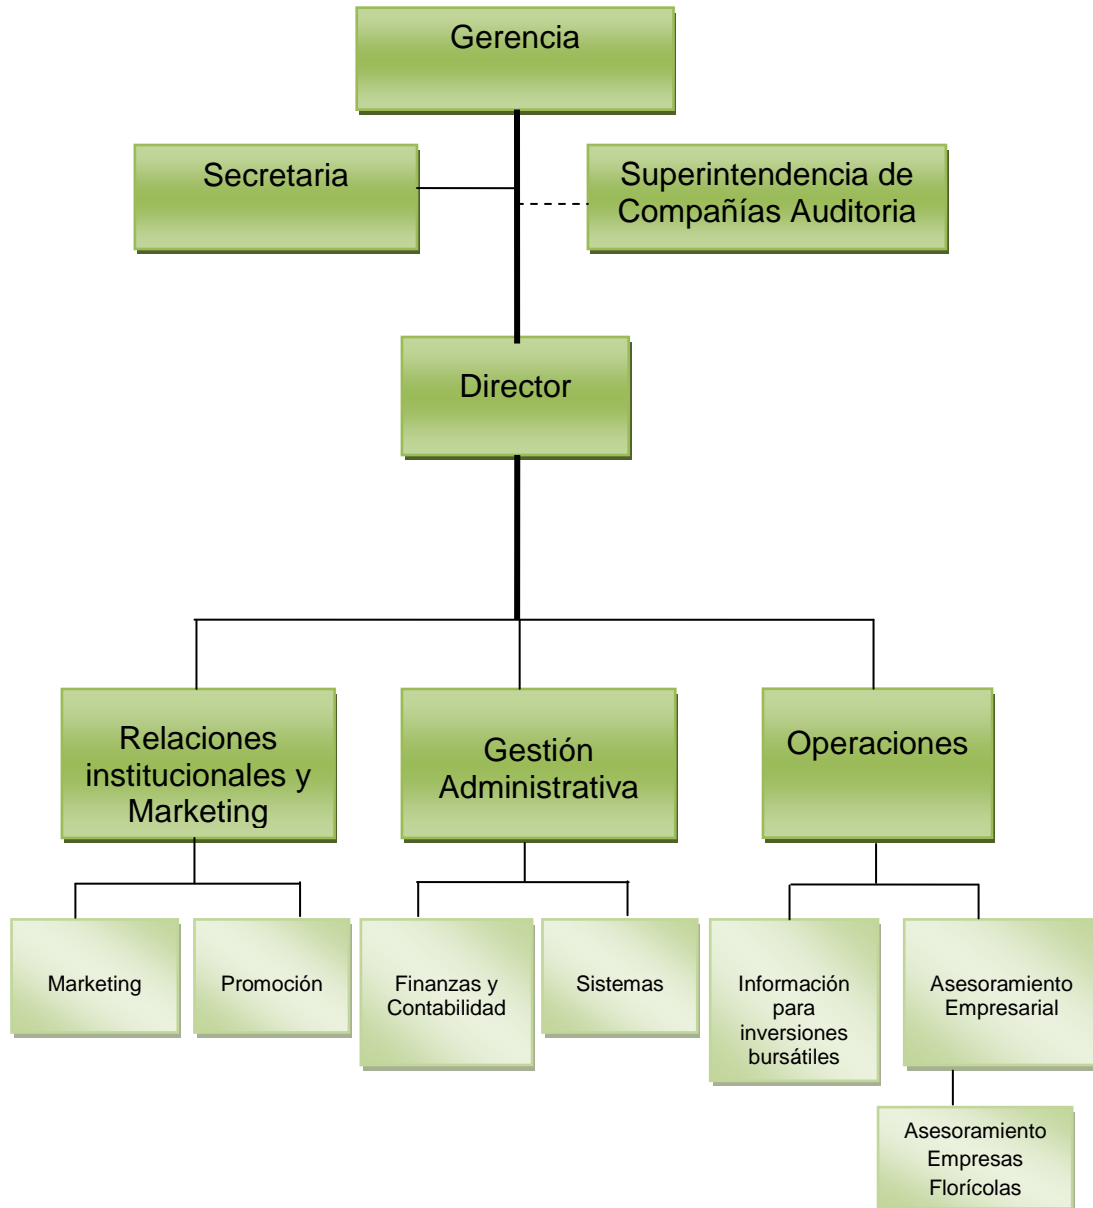 Gerencia
Secretaria
Superintendencia de
Compañías Auditoria
Director
Relaciones
institucionales y
Marketing
Gestión
Administrativa
Operaciones
Marketing
Promoción
Finanzas y
Contabilidad
Sistemas
Información
para
inversiones
bursátiles
Asesoramiento
Empresarial
Asesoramiento
Empresas
Florícolas